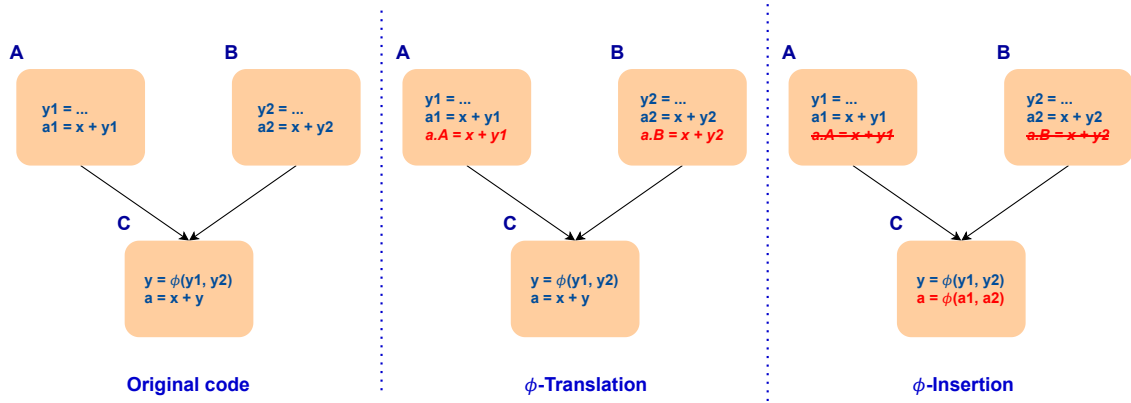 A
y1 = ...
a1 = x + y1
B
y2 = ...
a2 = x + y2
C
y = ϕ(y1, y2)
a = x + y
Original code
A
y1 = ...
a1 = x + y1
a.A = x + y1
B
y2 = ...
a2 = x + y2
a.B = x + y2
C
y = ϕ(y1, y2)
a = x + y
ϕ-Translation
A
y1 = ...
a1 = x + y1
a.A = x + y1
B
y2 = ...
a2 = x + y2
a.B = x + y2
C
y = ϕ(y1, y2)
a = ϕ(a1, a2)
ϕ-Insertion